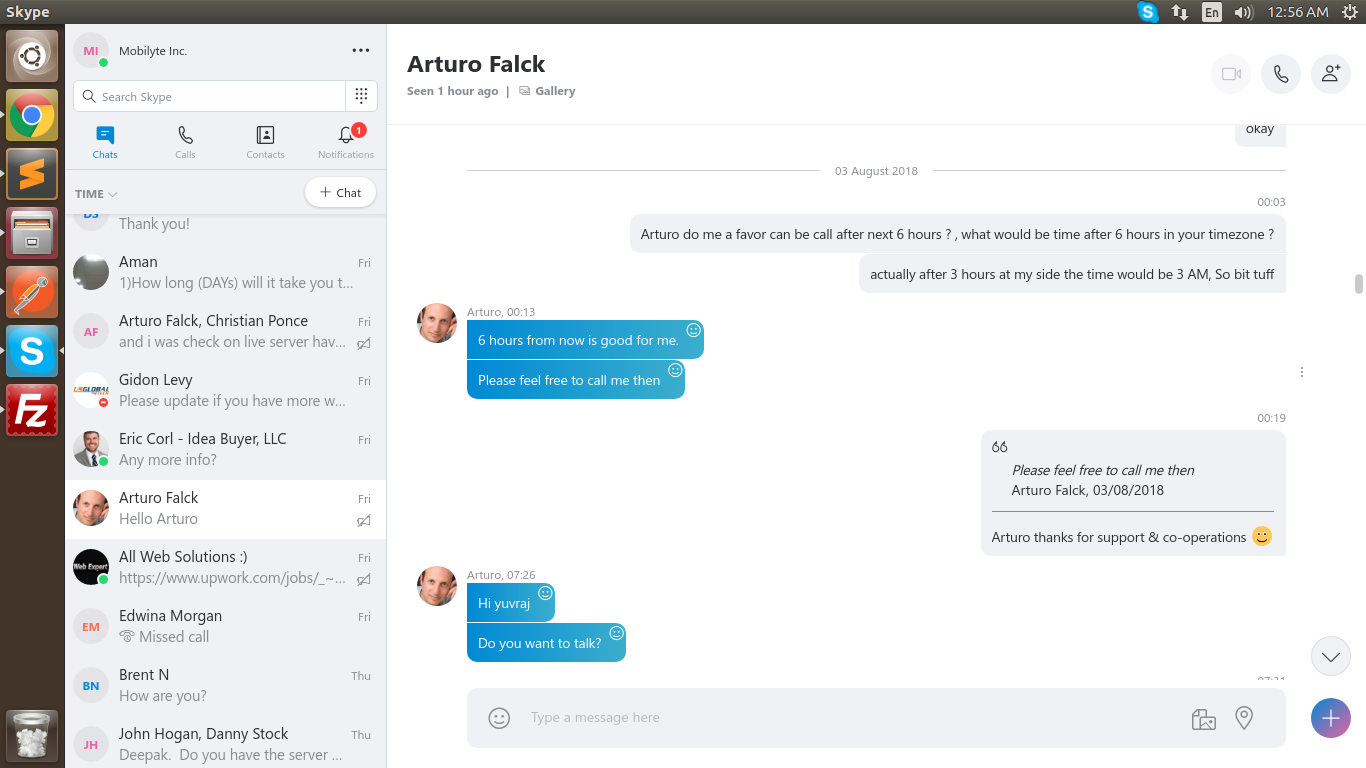 Skype
En
12:56 AM
MI
Mobilyte Inc.
Search Skype
Chats
Calls
Contacts
1
Notifications
TIME
+ Chat
DS
Thank you!
Aman
Fri
1)How long (DAYs) will it take you t...
AF
Arturo Falck, Christian Ponce
Fri
and i was check on live server hav...
USGLOBAL
Gidon Levy
Fri
Please update if you have more w...
Eric Corl - Idea Buyer, LLC
Fri
Any more info?
Arturo Falck
Fri
Hello Arturo
Web Expert
All Web Solutions :)
Fri
https://www.upwork.com/jobs/_~...
EM
Edwina Morgan
Fri
Missed call
BN
Brent N
Thu
How are you?
JH
John Hogan, Danny Stock
Thu
Deepak. Do you have the server ...
Arturo Falck
Seen 1 hour ago | Gallery
okay
03 August 2018
00:03
Arturo do me a favor can be call after next 6 hours ? , what would be time after 6 hours in your timezone ?
actually after 3 hours at my side the time would be 3 AM, So bit tuff
Arturo, 00:13
6 hours from now is good for me.
Please feel free to call me then
00:19
Please feel free to call me then
Arturo Falck, 03/08/2018
Arturo thanks for support & co-operations
Arturo, 07:26
Hi yuvraj
Do you want to talk?
Type a message here